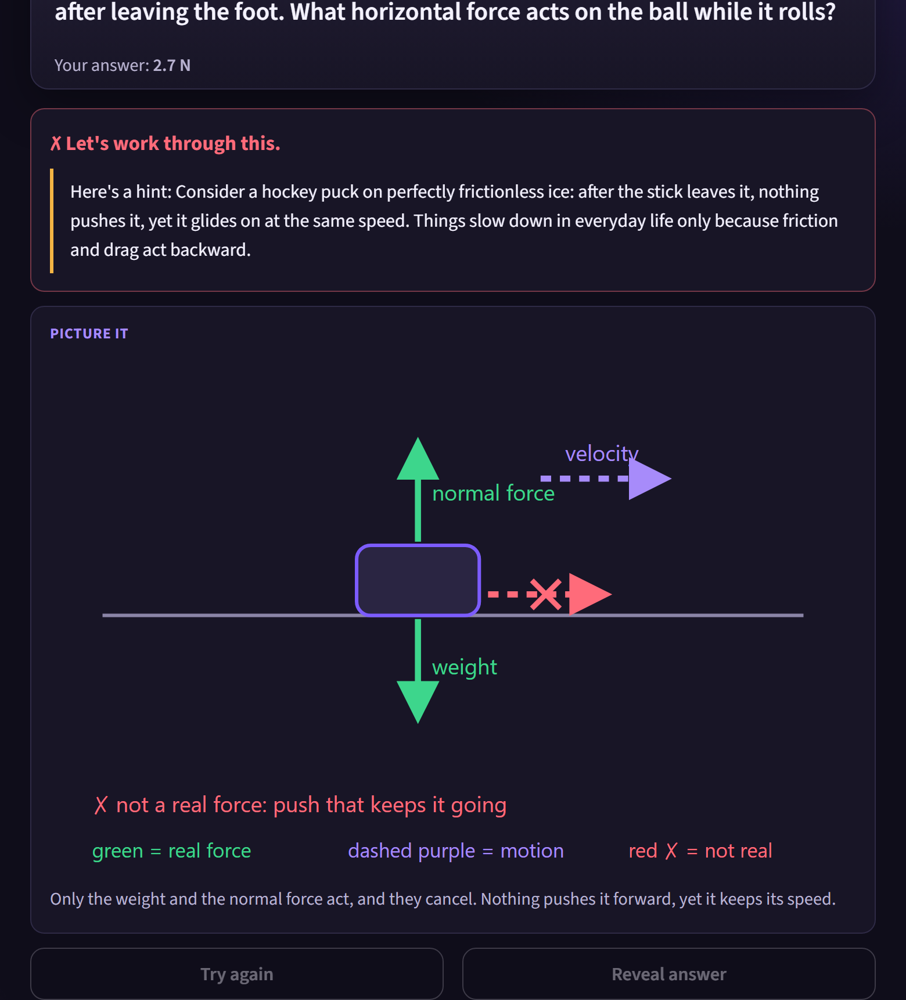 after leaving the foot. What horizontal force acts on the ball while it rolls?
Your answer: 2.7 N
✗ Let's work through this.
Here's a hint: Consider a hockey puck on perfectly frictionless ice: after the stick leaves it, nothing
pushes it, yet it glides on at the same speed. Things slow down in everyday life only because friction
and drag act backward.
PICTURE IT
velocity
normal force
weight
✗ not a real force: push that keeps it going
green = real force
dashed purple = motion
red ✗ = not real
Only the weight and the normal force act, and they cancel. Nothing pushes it forward, yet it keeps its speed.
Try again
Reveal answer